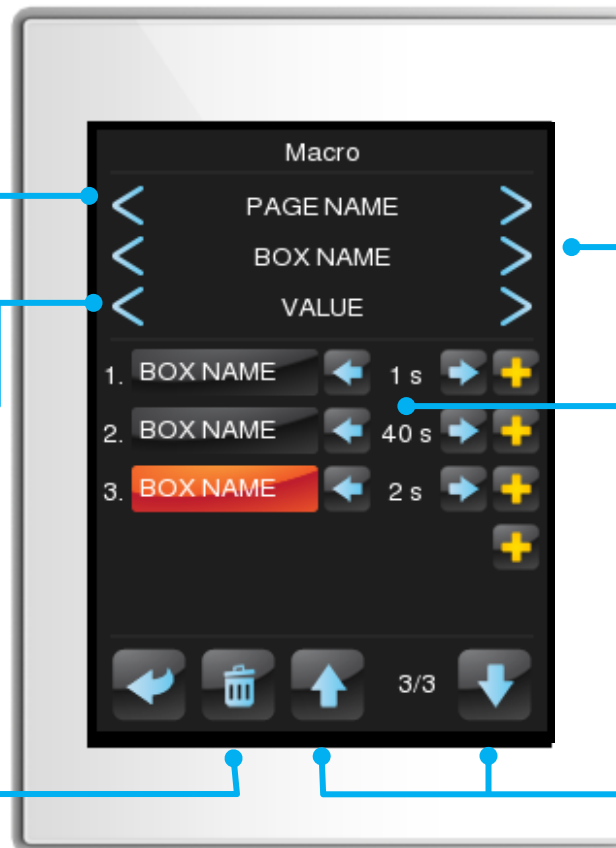 Macro
PAGE NAME
BOX NAME
VALUE
1. BOX NAME 1 s
2. BOX NAME 40 s
3. BOX NAME 2 s
3/3